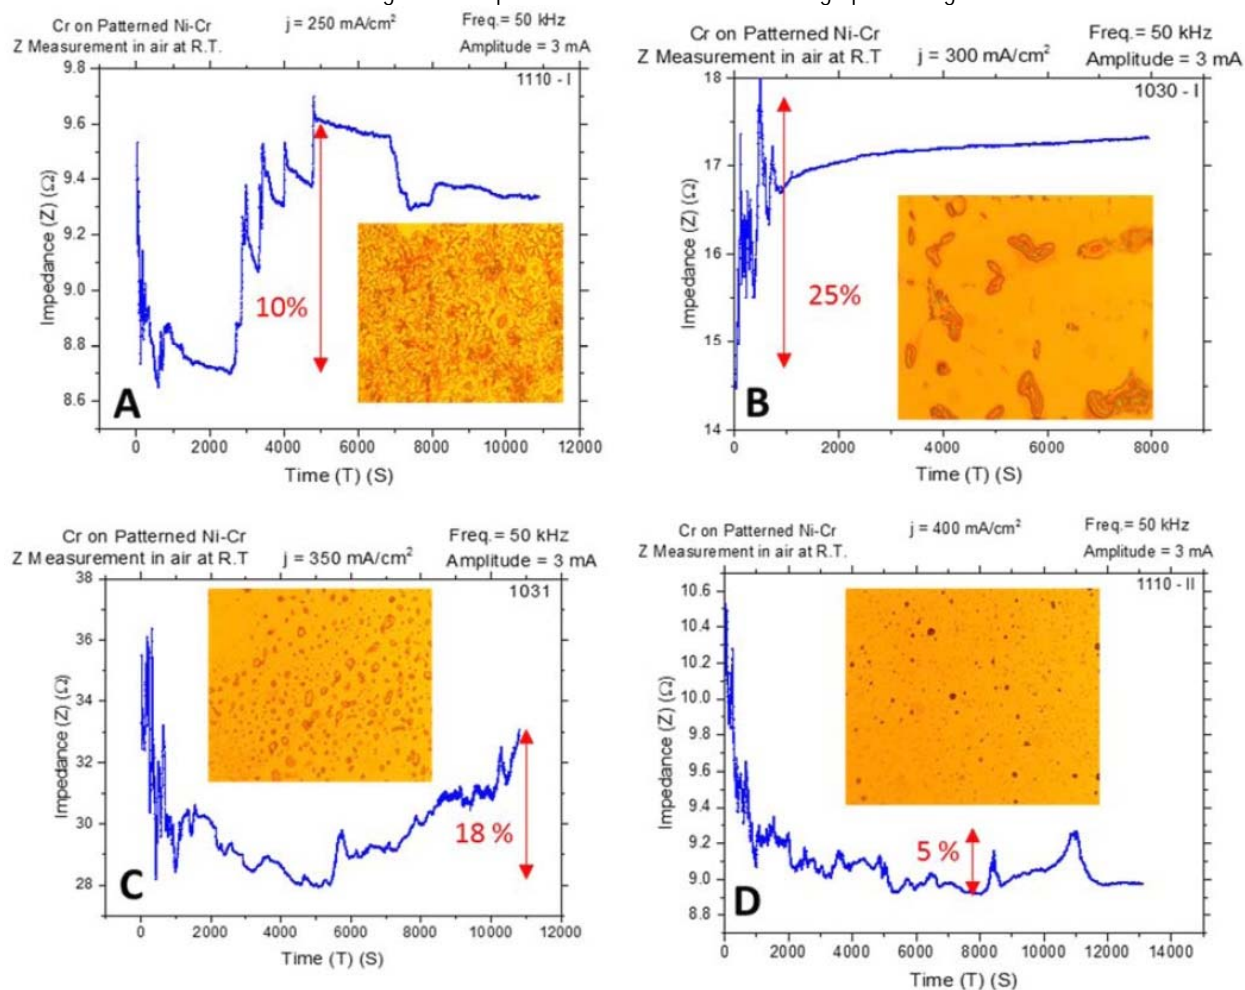 Cr on Patterned Ni-Cr
Z Measurement in air at R.T.
j = 250 mA/cm²
Freq.= 50 kHz
Amplitude = 3 mA
1110 - I
9.8
9.6
9.4
9.2
9.0
8.8
8.6
Impedance (Z) (Ω)
10%
A
0 2000 4000 6000 8000 10000 12000
Time (T) (S)
Cr on Patterned Ni-Cr
Z Measurement in air at R.T
j = 300 mA/cm²
Freq.= 50 kHz
Amplitude = 3 mA
1030 - I
18
17
16
15
14
Impedance (Z) (Ω)
25%
B
0 2000 4000 6000 8000
Time (T) (S)
Cr on Patterned Ni-Cr
Z Measurement in air at R.T
j = 350 mA/cm²
Freq.= 50 kHz
Amplitude = 3 mA
1031
38
36
34
32
30
28
Impedance (Z) (Ω)
18 %
C
0 2000 4000 6000 8000 10000 12000
Time (T) (S)
Cr on Patterned Ni-Cr
Z Measurement in air at R.T.
j = 400 mA/cm²
Freq.= 50 kHz
Amplitude = 3 mA
1110 - II
10.6
10.4
10.2
10.0
9.8
9.6
9.4
9.2
9.0
8.8
Impedance (Z) (Ω)
5 %
D
0 2000 4000 6000 8000 10000 12000 14000
Time (T) (S)